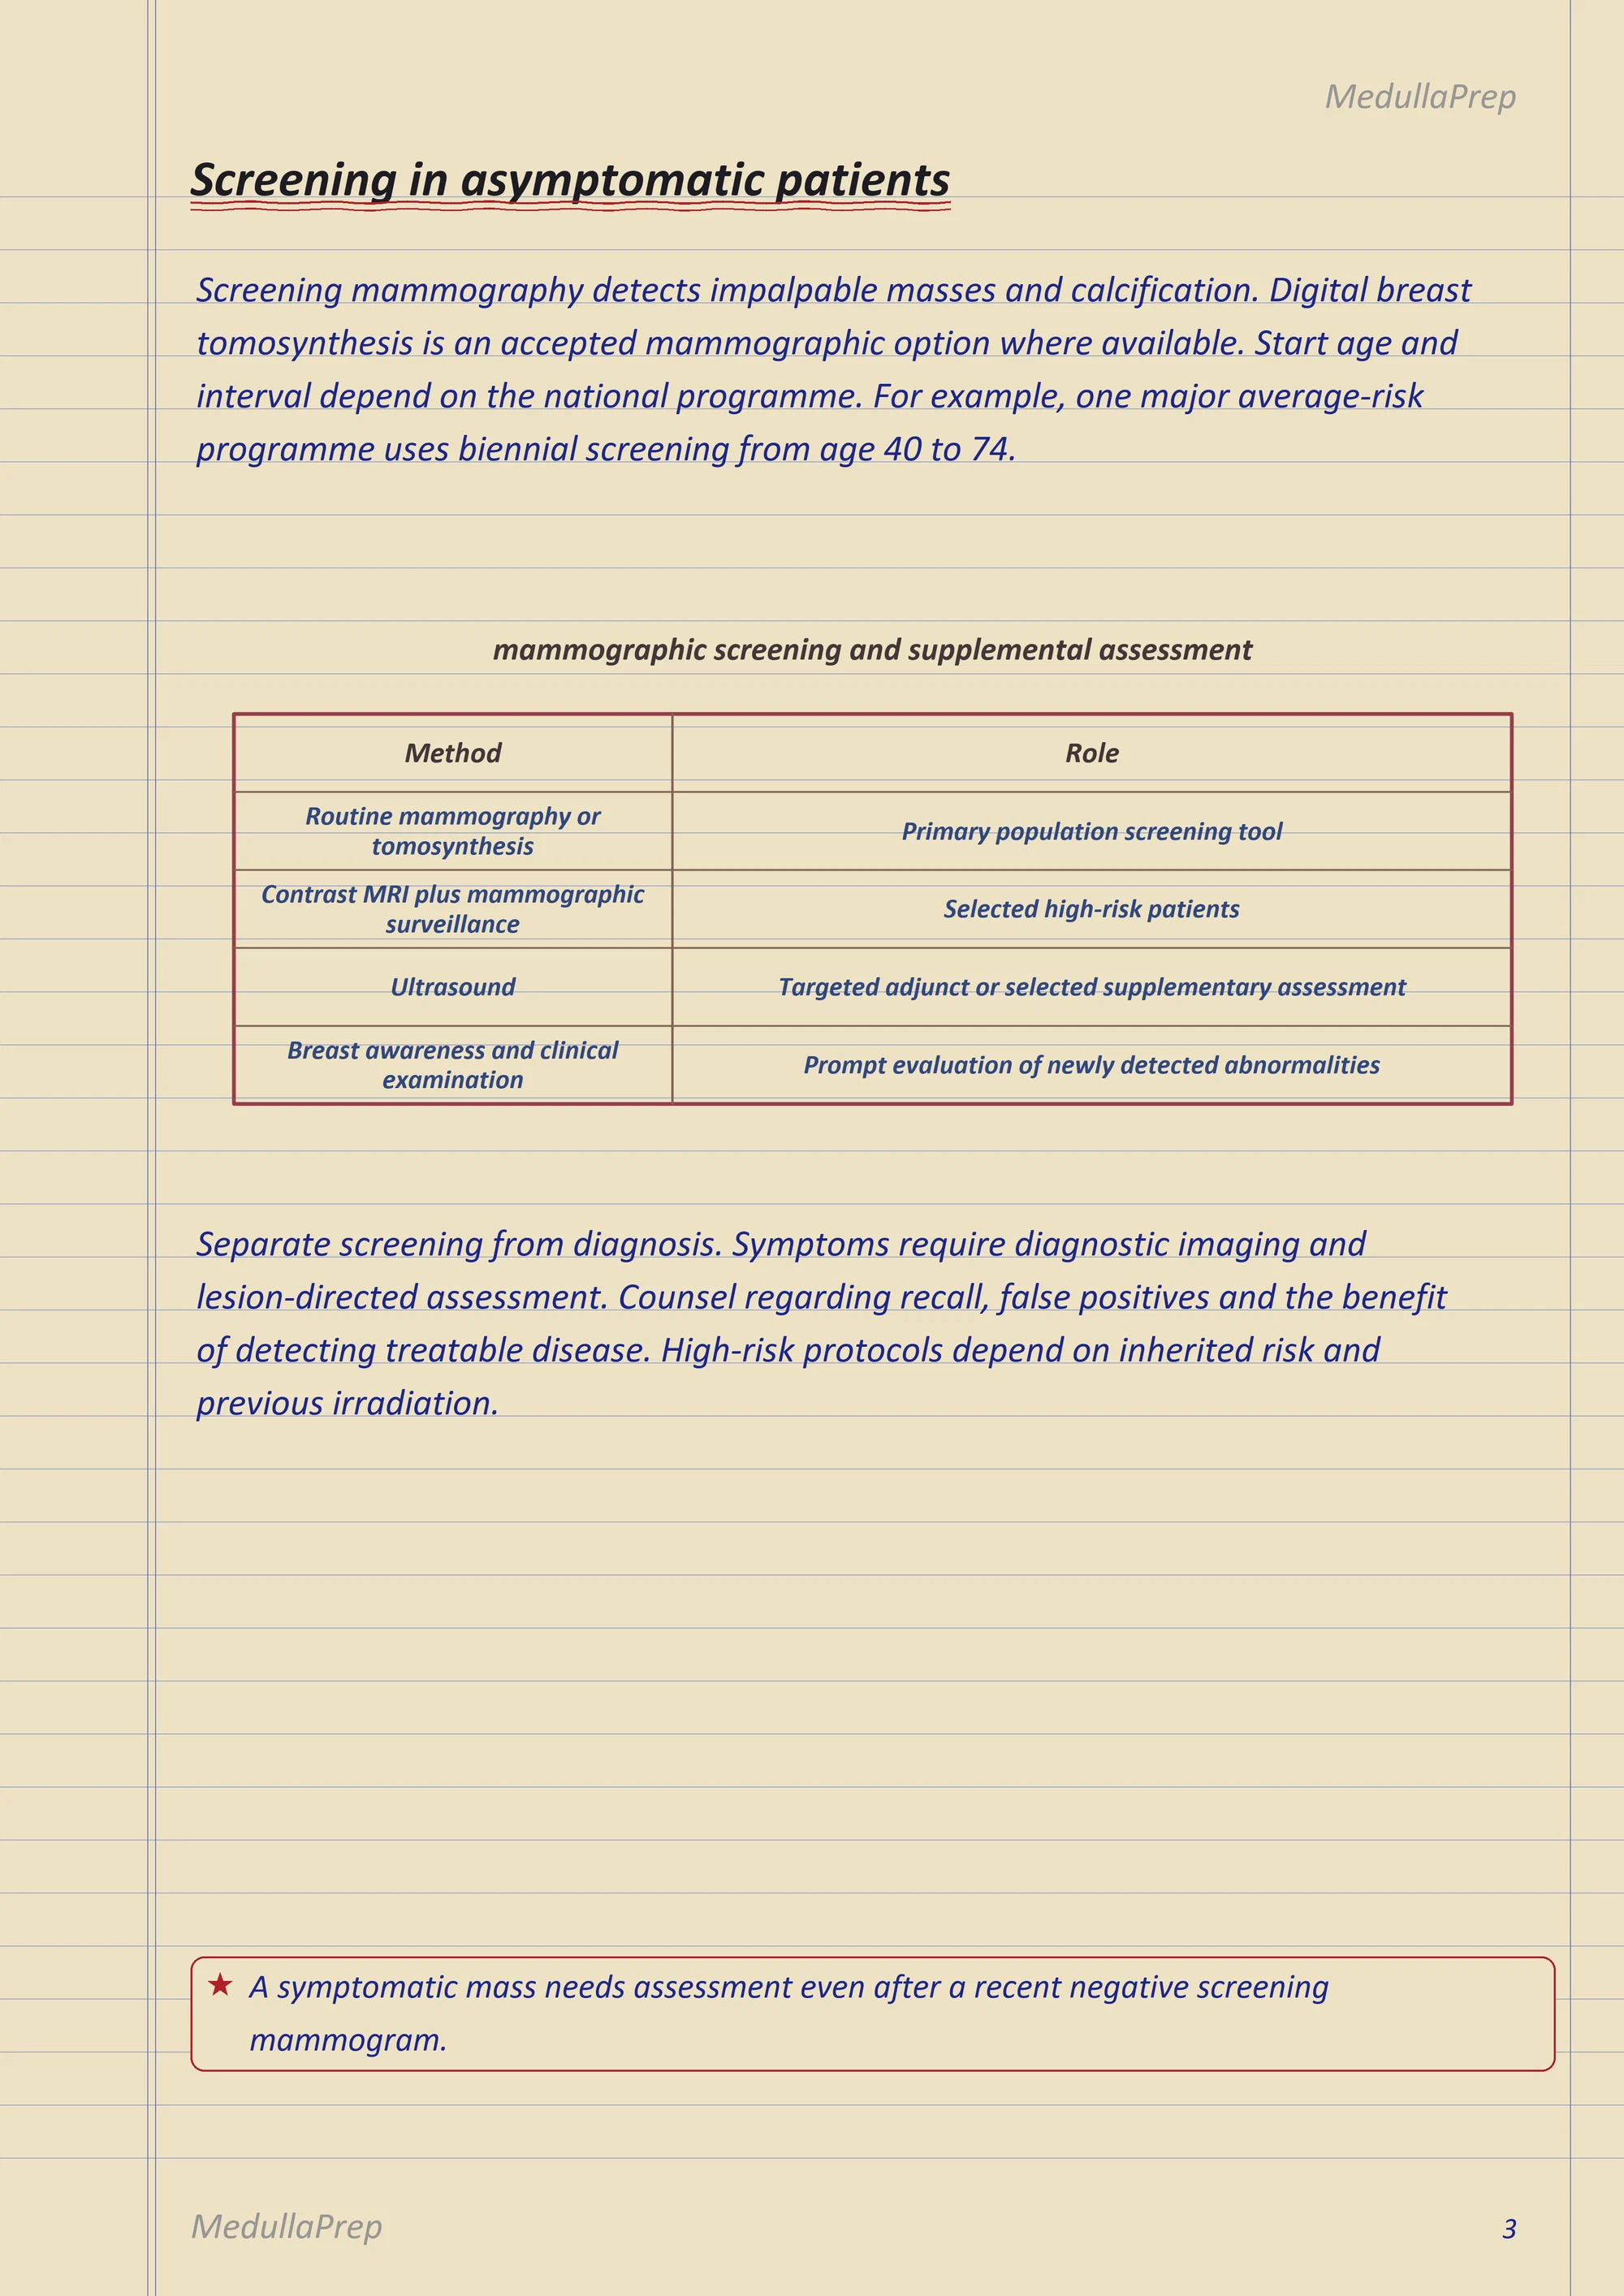 MedullaPrep
Screening in asymptomatic patients
Screening mammography detects impalpable masses and calcification. Digital breast
tomosynthesis is an accepted mammographic option where available. Start age and
interval depend on the national programme. For example, one major average-risk
programme uses biennial screening from age 40 to 74.
mammographic screening and supplemental assessment
Method Role
Routine mammography or
tomosynthesis
Primary population screening tool
Contrast MRI plus mammographic
surveillance
Selected high-risk patients
Ultrasound
Targeted adjunct or selected supplementary assessment
Breast awareness and clinical
examination
Prompt evaluation of newly detected abnormalities
Separate screening from diagnosis. Symptoms require diagnostic imaging and
lesion-directed assessment. Counsel regarding recall, false positives and the benefit
of detecting treatable disease. High-risk protocols depend on inherited risk and
previous irradiation.
★ A symptomatic mass needs assessment even after a recent negative screening
mammogram.
MedullaPrep 3